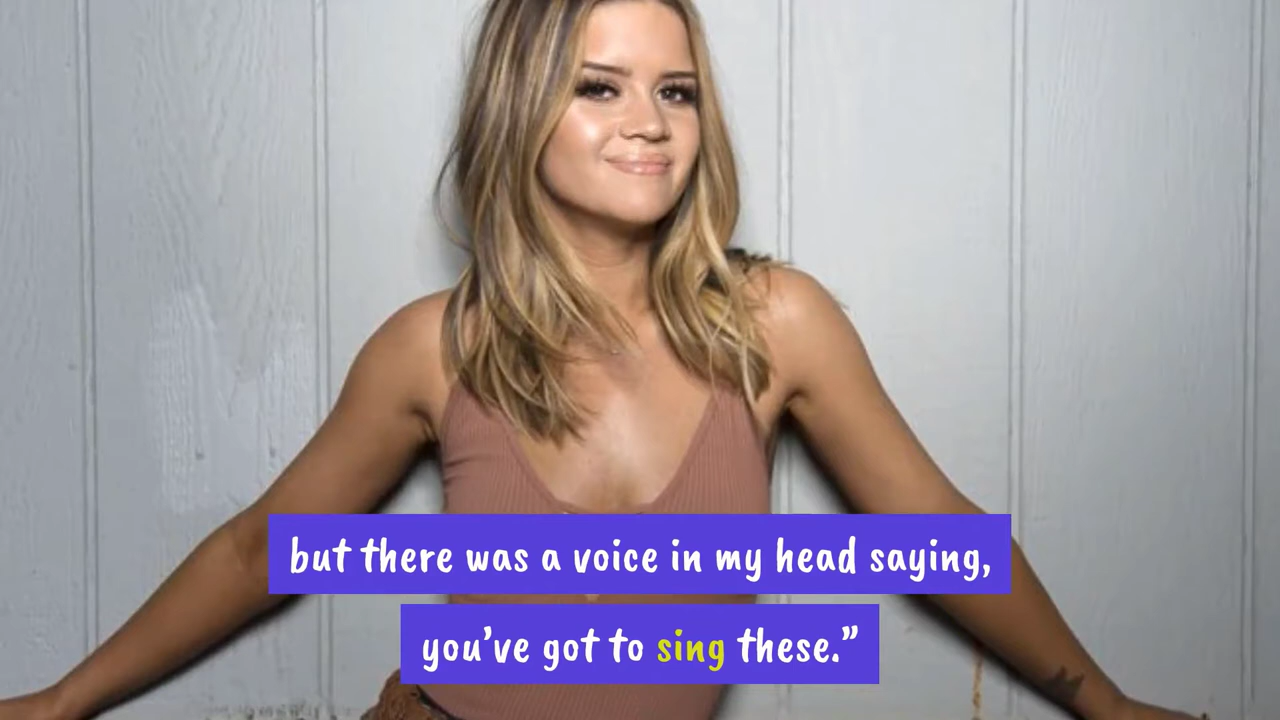 but there was a voice in my head saying,
you’ve got to sing these.”